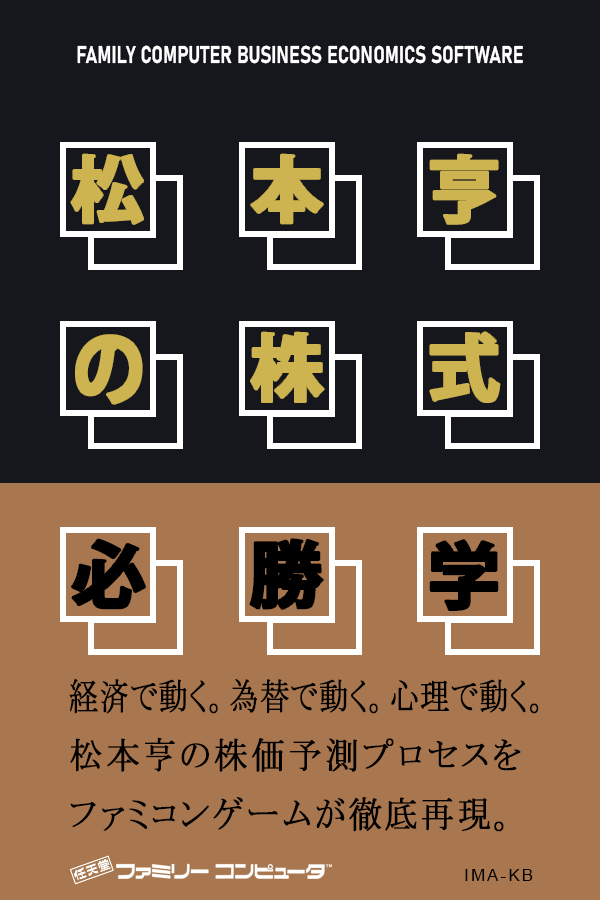 FAMILY COMPUTER BUSINESS ECONOMICS SOFTWARE
松本亨
の株式
必勝学
経済で動く。為替で動く。心理で動く。
松本亨の株価予測プロセスを
ファミコンゲームが徹底再現。
任天堂 ファミリーコンピュータ™
IMA-KB